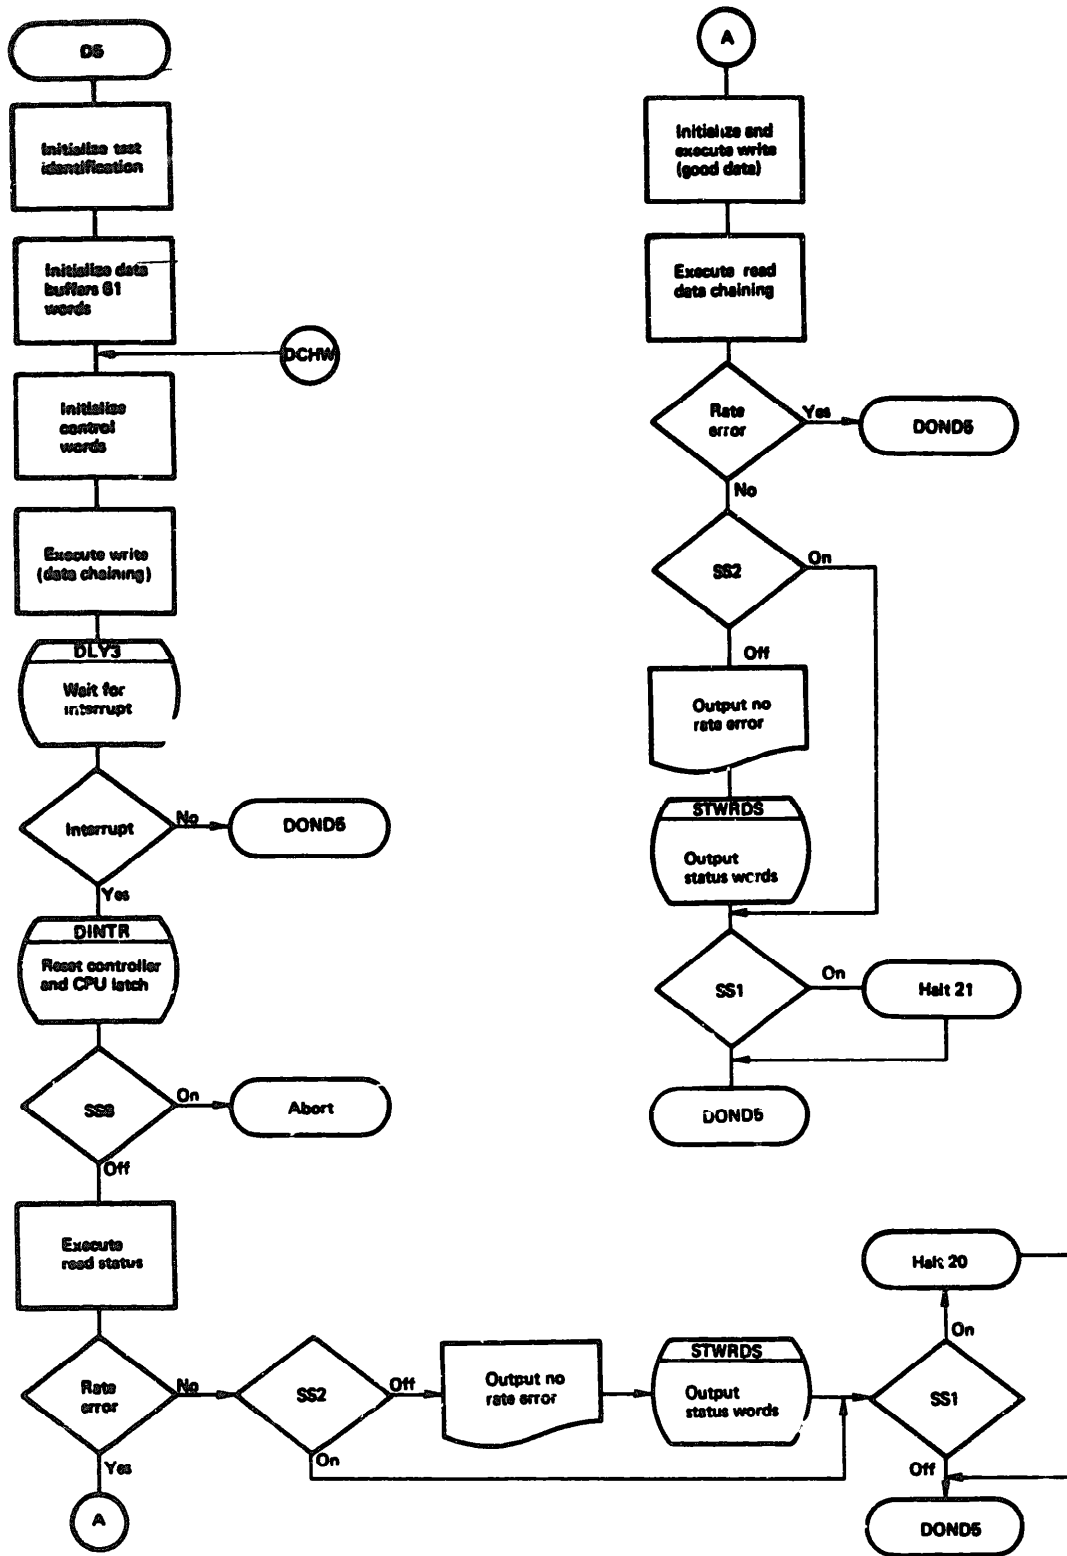 D5
Initialize test
identification
Initialize data
buffers 61
words
DCHW
Initialize
control
words
Execute write
(data chaining)
DLY3
Wait for
interrupt
Interrupt
No
DOND5
Yes
DINTR
Reset controller
and CPU latch
On
Abort
Off
Execute
read status
Rate
error
No
Yes
A
SS2
Off
On
Output no
rate error
STWRDS
Output
status words
SS1
On
Halt 20
Off
DOND5
A
Initialize and
execute write
(good data)
Execute read
data chaining
Rate
error
Yes
DOND5
No
SS2
On
Off
Output no
rate error
STWRDS
Output
status words
SS1
On
Halt 21
DOND5